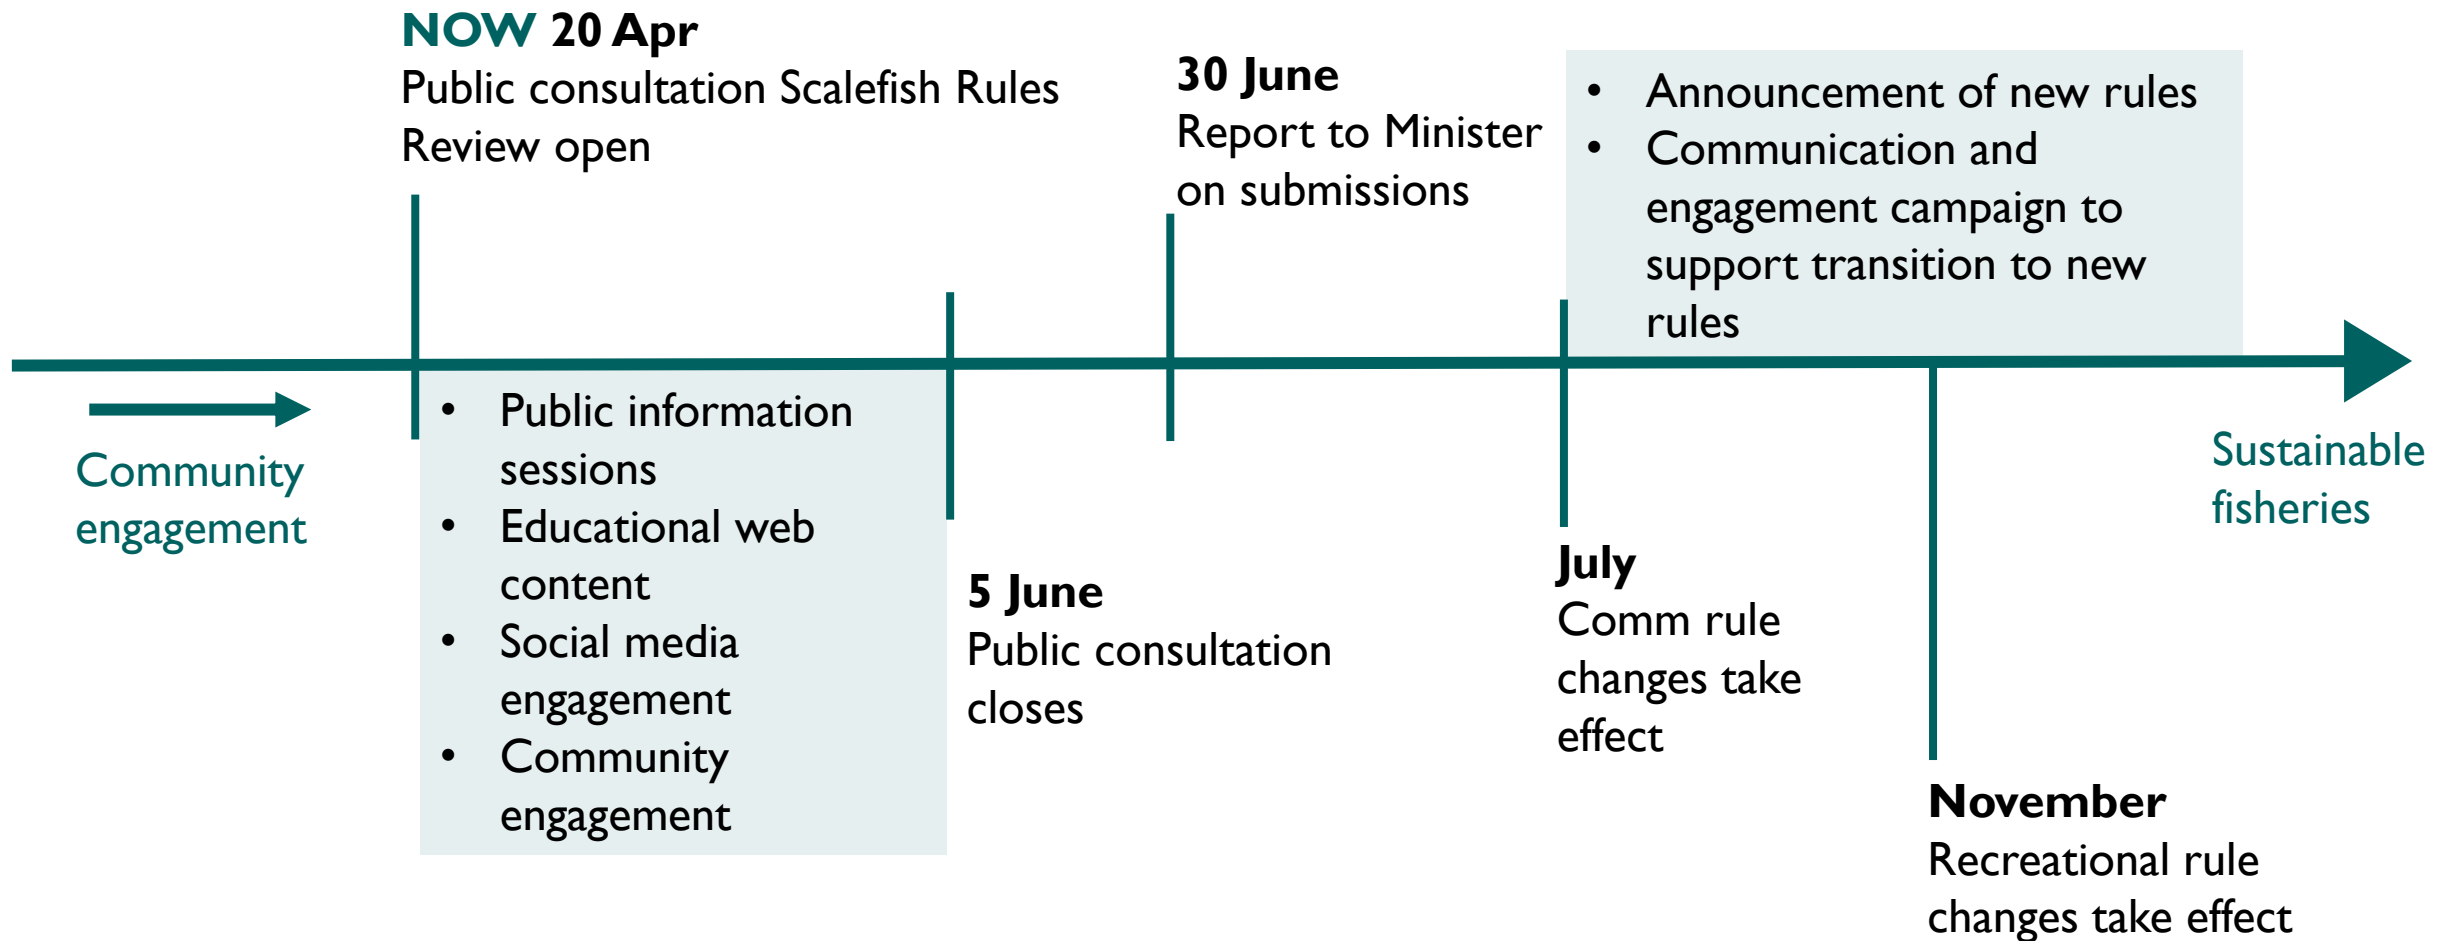 NOW 20 Apr
Public consultation Scalefish Rules
Review open
30 June
Report to Minister
on submissions
• Announcement of new rules
• Communication and
engagement campaign to
support transition to new
rules
Community
engagement
• Public information
sessions
• Educational web
content
• Social media
engagement
• Community
engagement
5 June
Public consultation
closes
July
Comm rule
changes take
effect
November
Recreational rule
changes take effect
Sustainable
fisheries